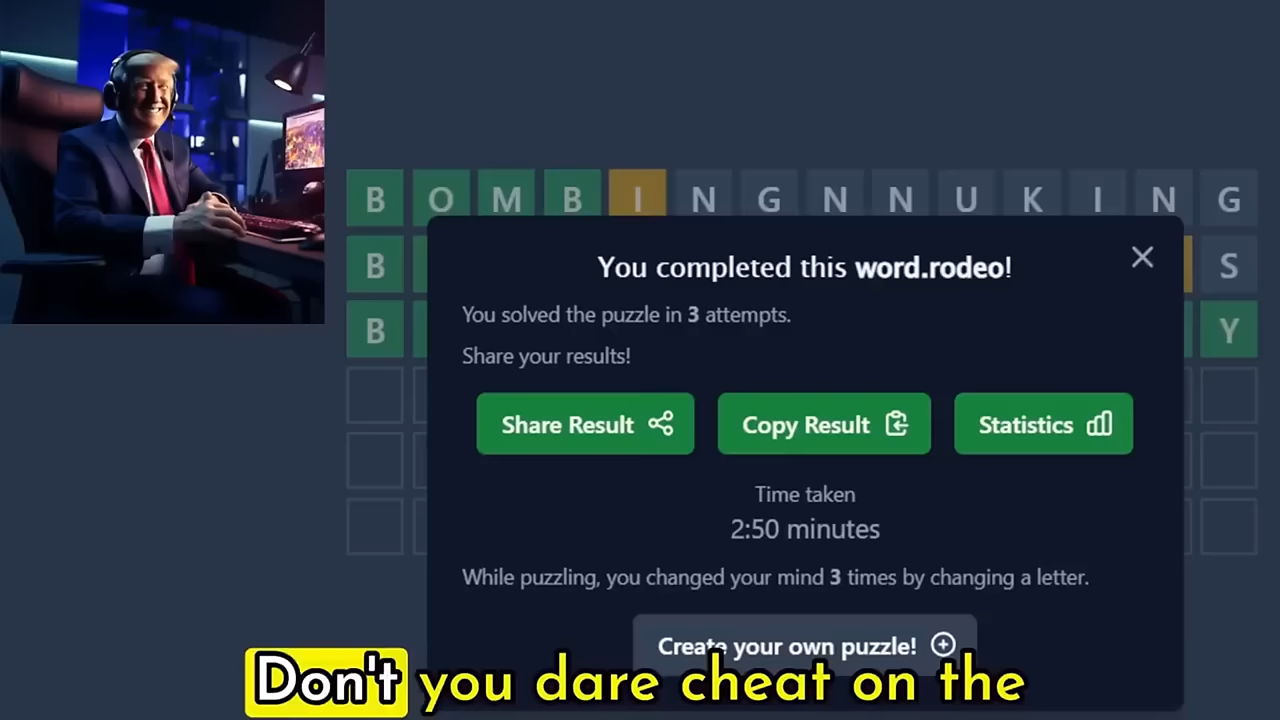 BOMBINGNNUKING
B S
B Y
You completed this word.rodeo!
You solved the puzzle in 3 attempts.
Share your results!
Share Result Copy Result Statistics
Time taken
2:50 minutes
While puzzling, you changed your mind 3 times by changing a letter.
Create your own puzzle!
Don't you dare cheat on the